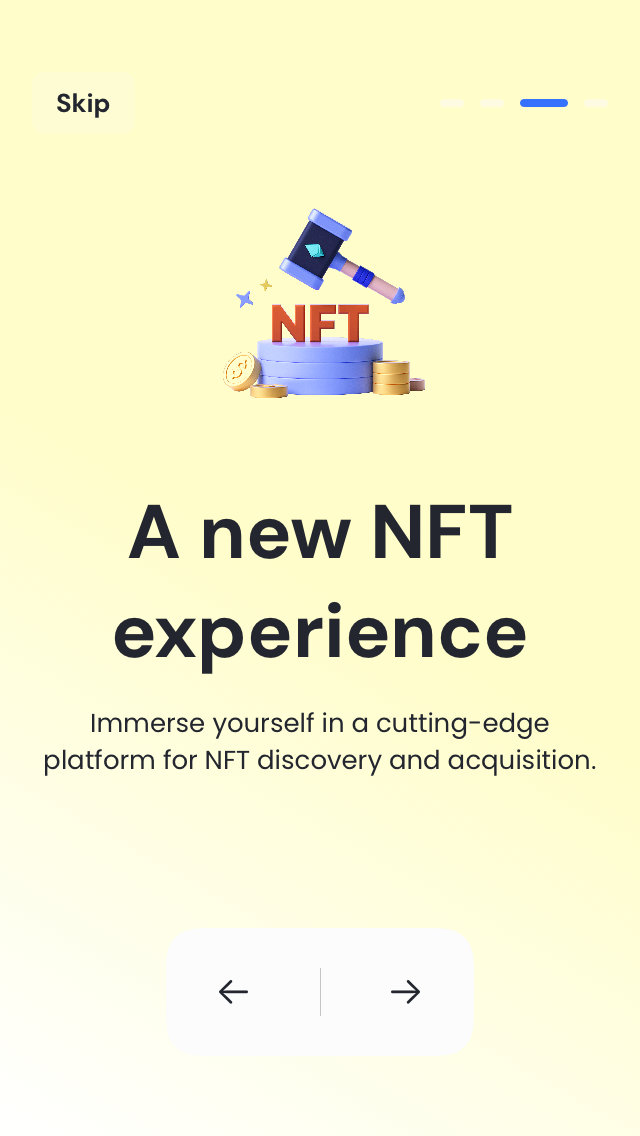 Skip
NFT
A new NFT
experience
Immerse yourself in a cutting-edge
platform for NFT discovery and acquisition.